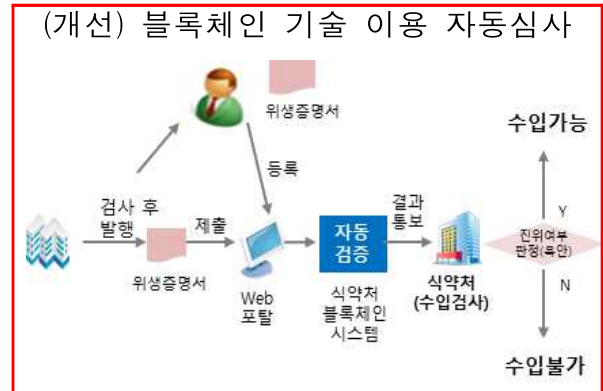 (개선) 블록체인 기술 이용 자동심사
위생증명서
등록
검사 후
발행
위생증명서
제출
Web
포탈
자동
검증
식약처
블록체인
시스템
결과
통보
식약처
(수입검사)
수입가능
Y
진위여부
판정(육안)
N
수입불가